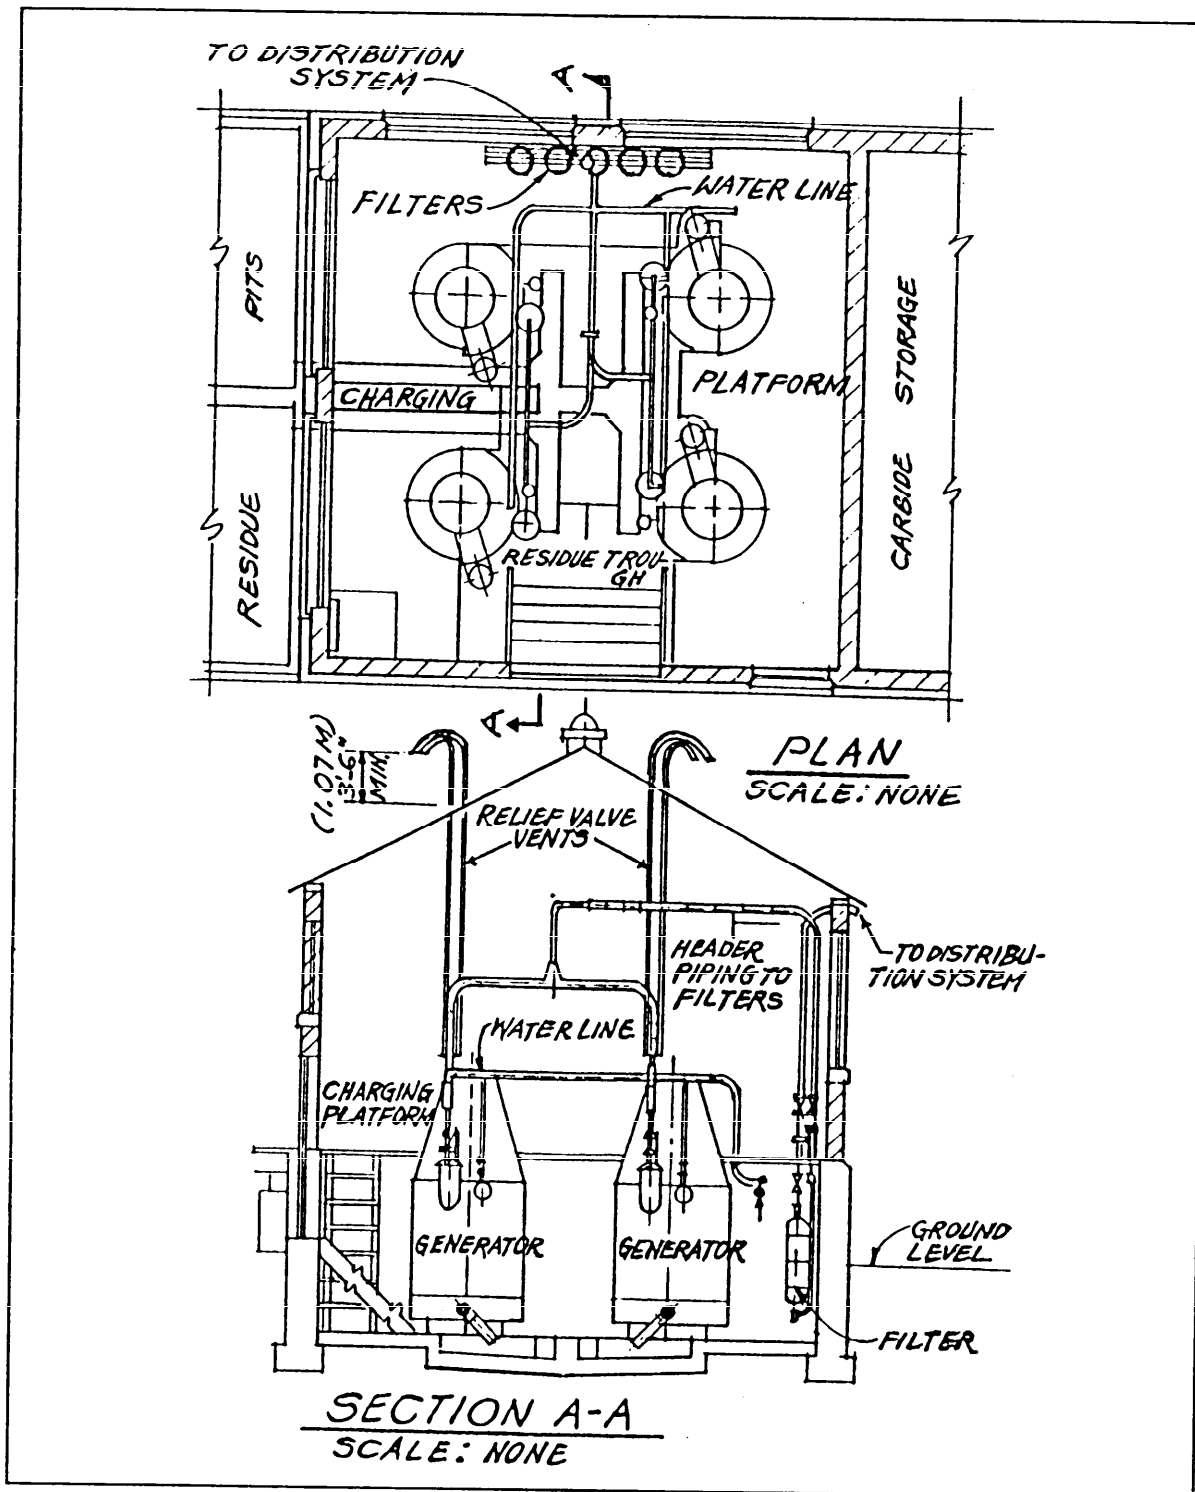 TO DISTRIBUTION
SYSTEM
A
FILTERS
WATER LINE
PITS
CHARGING
PLATFORM
CARBIDE STORAGE
RESIDUE
RESIDUE TROU-
GH
A
PLAN
SCALE: NONE
(1.07 M)
3'-6"
MIN.
RELIEF VALVE
VENTS
HEADER
PIPING TO
FILTERS
TO DISTRIBU-
TION SYSTEM
WATER LINE
CHARGING
PLATFORM
GENERATOR
GENERATOR
GROUND
LEVEL
FILTER
SECTION A-A
SCALE: NONE